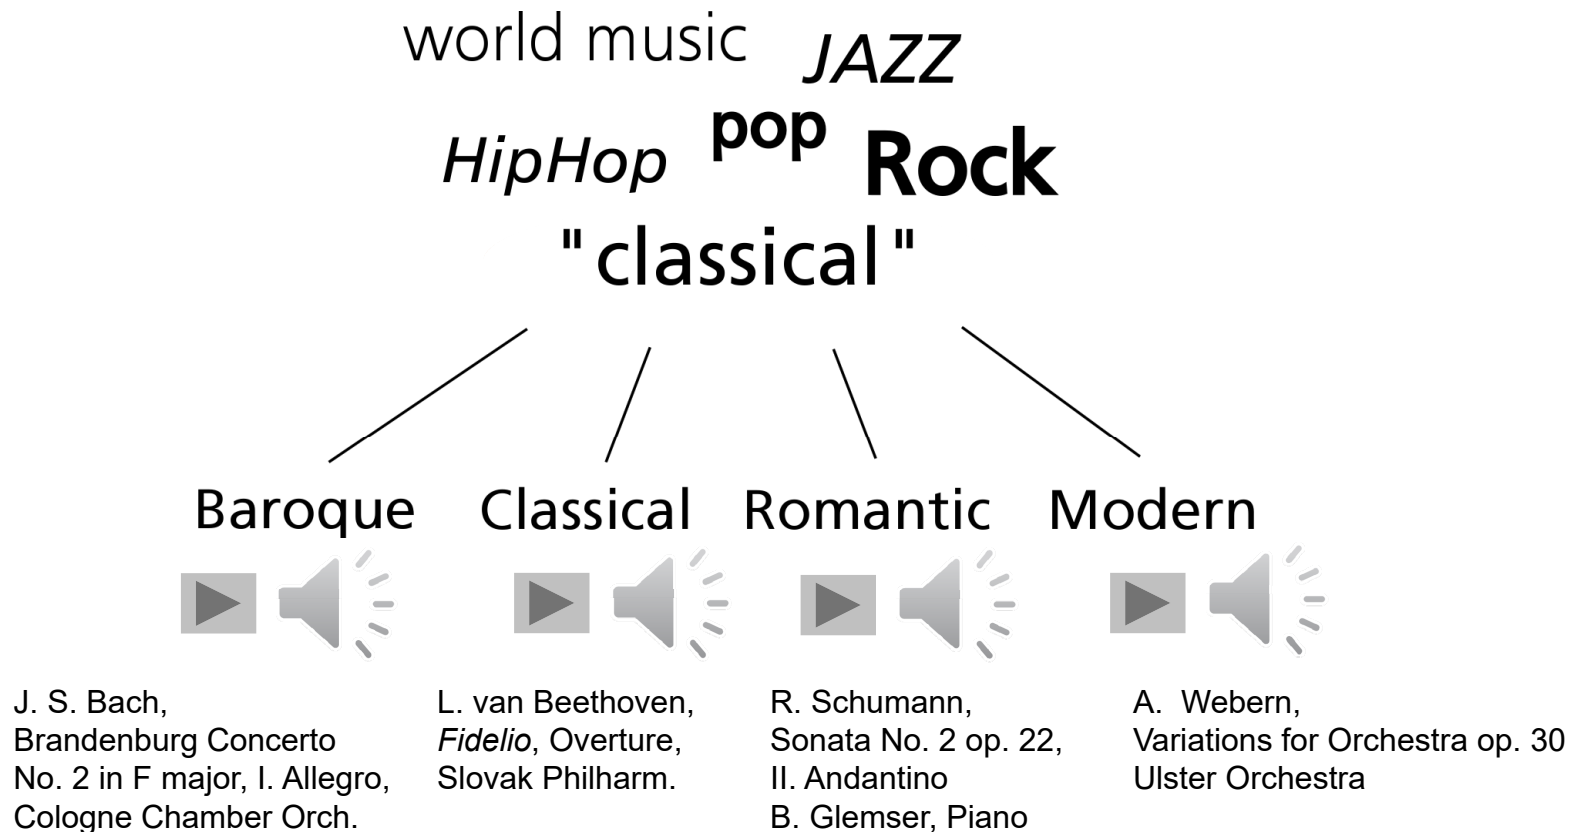 world music
JAZZ
pop
HipHop
Rock
"classical"
Baroque
Classical
Romantic
Modern
J. S. Bach,
Brandenburg Concerto
No. 2 in F major, I. Allegro,
Cologne Chamber Orch.
L. van Beethoven,
Fidelio, Overture,
Slovak Philharm.
R. Schumann,
Sonata No. 2 op. 22,
II. Andantino
B. Glemser, Piano
A. Webern,
Variations for Orchestra op. 30
Ulster Orchestra